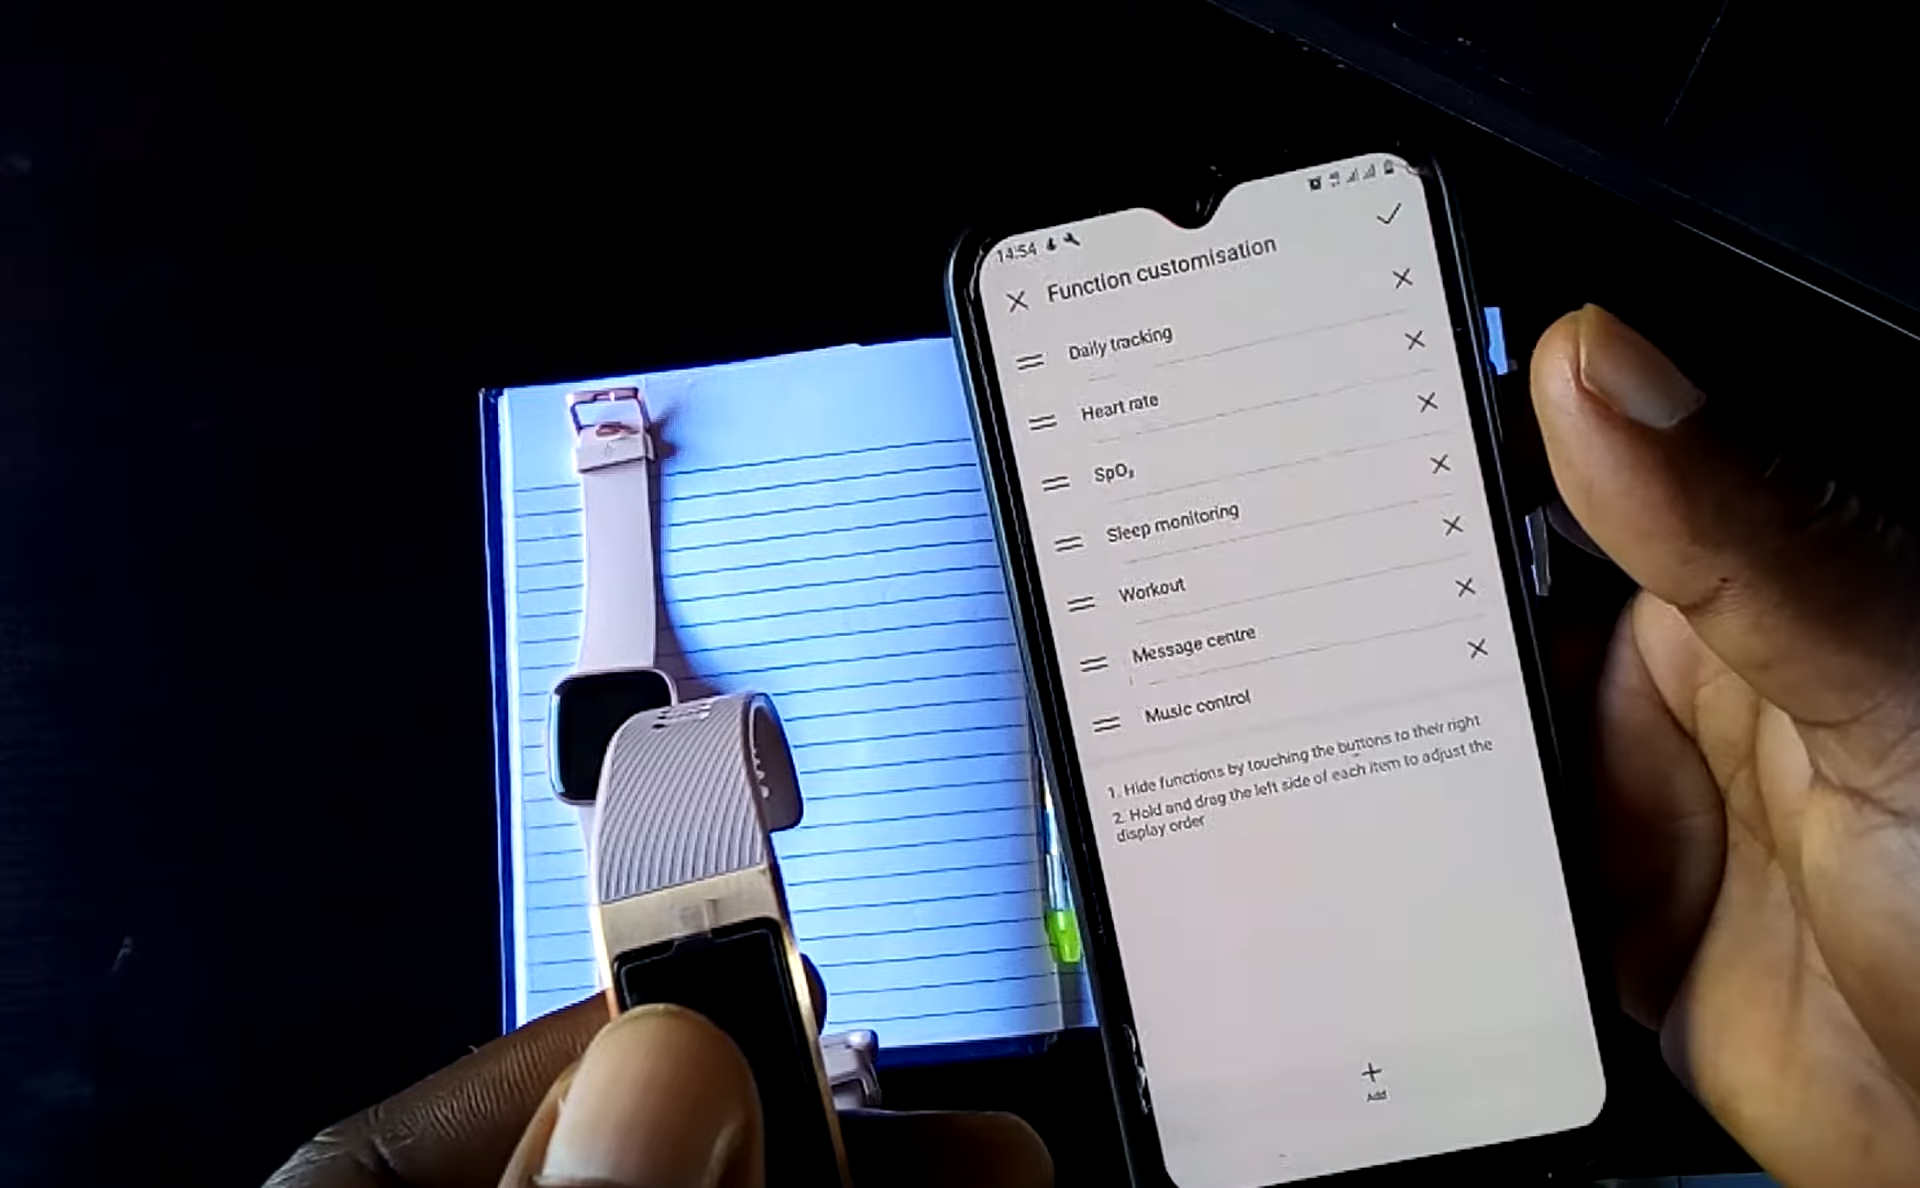 14:54
Function customisation
Daily tracking
Heart rate
SpO₂
Sleep monitoring
Workout
Message centre
Music control
1. Hide functions by touching the buttons to their right
2. Hold and drag the left side of each item to adjust the
display order
Add